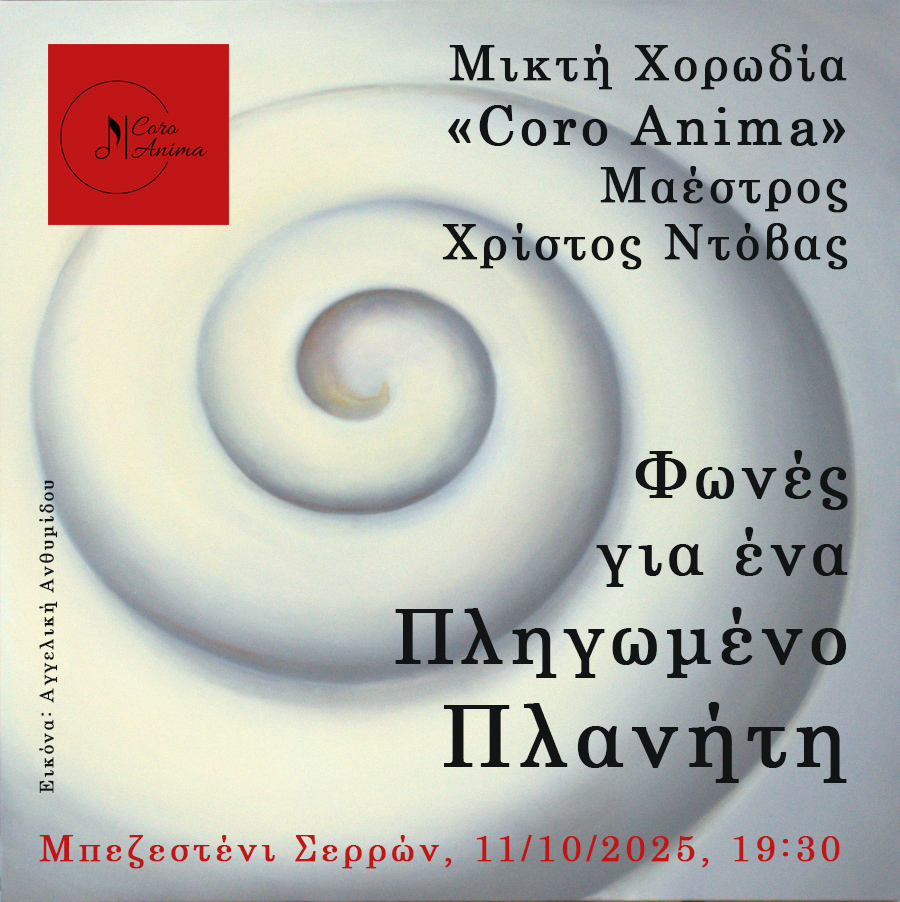 Coro
Anima
Μικτή Χορωδία
«Coro Anima»
Μαέστρος
Χρίστος Ντόβας
Φωνές
για ένα
Πληγωμένο
Πλανήτη
Εικόνα: Αγγελική Ανθυμίδου
Μπεζεστένι Σερρών, 11/10/2025, 19:30